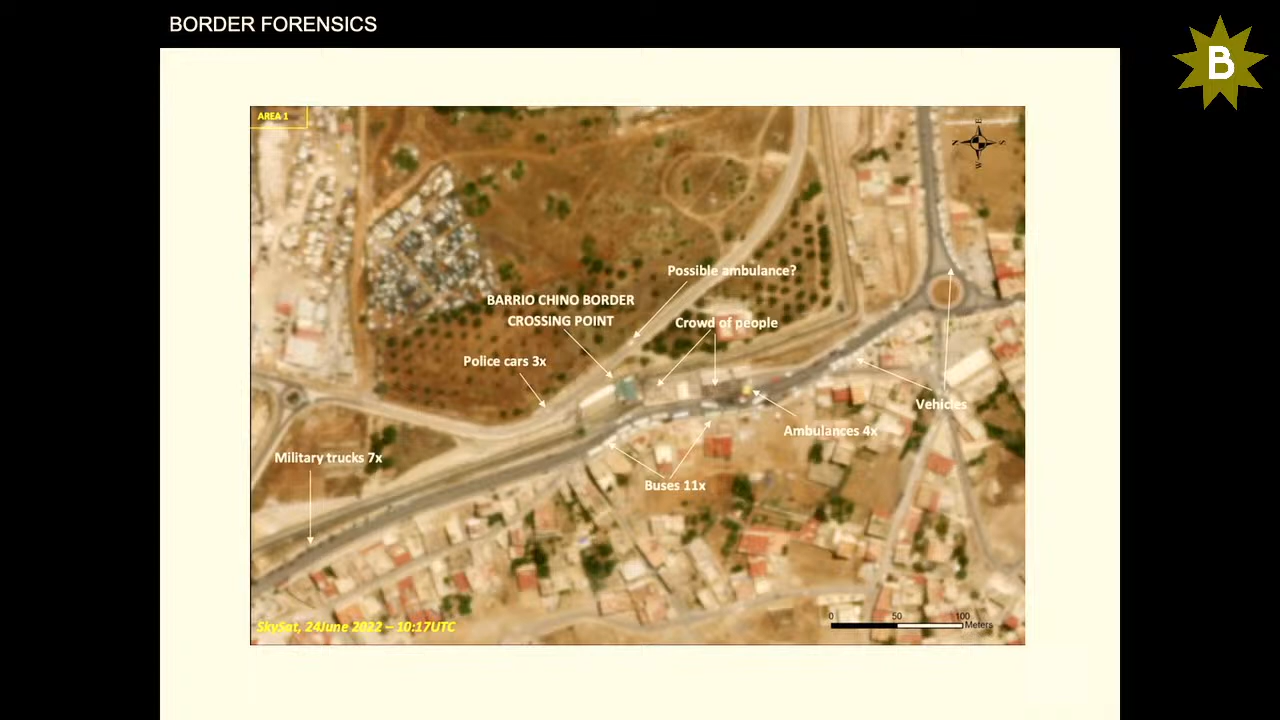 BORDER FORENSICS
B
AREA 1
E
N
S
W
Possible ambulance?
BARRIO CHINO BORDER
CROSSING POINT
Crowd of people
Police cars 3x
Vehicles
Ambulances 4x
Military trucks 7x
Buses 11x
0 50 100
Meters
SkySat, 24June 2022 – 10:17UTC